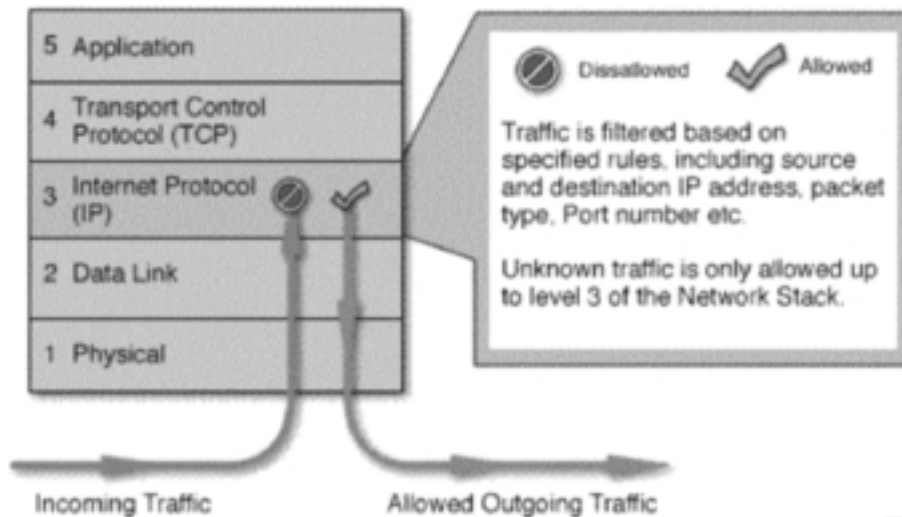 5 Application
4 Transport Control
Protocol (TCP)
3 Internet Protocol
(IP)
2 Data Link
1 Physical
Incoming Traffic
Allowed Outgoing Traffic
Dissallowed
Allowed
Traffic is filtered based on
specified rules, including source
and destination IP address, packet
type, Port number etc.
Unknown traffic is only allowed up
to level 3 of the Network Stack.